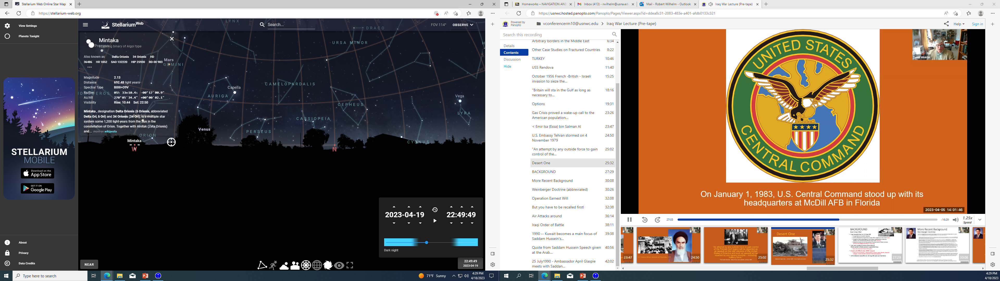 Stellarium Web Online Star Map
https://stellarium-web.org
View Settings
Planets Tonight
STELLARIUM
MOBILE
Download on the
App Store
GET IT ON
Google Play
About
Privacy
Data Credits
StellariumWeb
Search...
FOV 114°
OBSERVE
Mintaka
Eclipsing binary of Algol type
Procyon
Also known as Delta Orionis 34 Orionis HD
36486 HR 1852 SAO 132220 HIP 25930 BD-00 983
Magnitude 2.13
Distance 692.48 light years
Spectral Type B0III+O9V
Ra/Dec 05h 33m10.4s -00°17'00.9"
Az/Alt 270°05'34.4" +00°00'02.1"
Visibility Rise: 10:44 Set: 22:50
Mintaka , designation Delta Orionis (δ Orionis, abbreviated
Delta Ori, δ Ori) and 34 Orionis (34 Ori), is a multiple star
system some 1,200 light-years from the Sun in the
constellation of Orion. Together with Alnitak (Zeta Orionis)
and... more on wikipedia
LYNX
DRACO
URSA MINOR
Mars
GEMINI
CAMELOPARDALIS
Capella
AURIGA
Vega
LYRA
CEPHEUS
CASSIOPEIA
Venus
PERSEUS
ORION
CYGNUS
Mintaka
W
N
2023-04-19
22:49:49
Dark night
NEAR
22:49:49
2023-04-19
Type here to search
71°F Sunny
4:29 PM
4/18/2023
Homeworks – NAVIGATION AND
Inbox (413) - rwilhelm@usna.edu
Mail - Robert Wilhelm - Outlook
Iraq War Lecture (Pre-tape)
https://usnwc.hosted.panopto.com/Panopto/Pages/Viewer.aspx?id=ddea8c31-2083-483e-a401-afdb0133c321
Powered by
Panopto
vconferencerm10@usnwc.edu
Iraq War Lecture (Pre-tape)
Help
Sign in
Search this recording
Details
Contents
Discussion
Hide
Arbitrary borders in the Middle East 6:34
Other Case Studies on Fractured Countries 8:22
TURKEY 10:46
USS Rendova 11:40
October 1956 French -British - Israeli
invasion to sieze the... 15:25
"Britain will sta in the Gulf as long as
necessary to... 18:16
Options 19:31
Gas Crisis proved a wake-up call to the
American population... 23:26
< Emir Isa (Essa) bin Salman Al 23:47
U.S. Embassy Tehran stormed on 4
November 1979 24:50
"An attempt by any outside force to gain
control of the... 25:02
Desert One 25:32
BACKGROUND 27:29
More Recent Background 30:08
Weinberger Doctrine (abbreviated) 30:26
Operation Earnest Will 32:08
But you have to be recalled first! 32:38
Air Attacks around 36:14
Iraqi Order of Battle 38:11
1990 -- Kuwait becomes a main focus of
Saddam Hussein's... 39:38
Quote from Saddam Hussein Speech given
at the Arab... 40:56
25 July1990 - Ambassador April Glaspie
meets with Saddan... 42:02
UNITED STATES
CENTRAL COMMAND
David Winkler
On January 1, 1983, U.S. Central Command stood up with its
headquarters at McDill AFB in Florida
2023-04-05 14:01:46
27:03
-16:29
1.25x
Speed
23:47
24:50
25:02
Desert One
25:32
BACKGROUND
Iran Iraq War
27:29
More Recent Background
Weinberger Doctrine
30:08
4:29 PM
4/18/2023